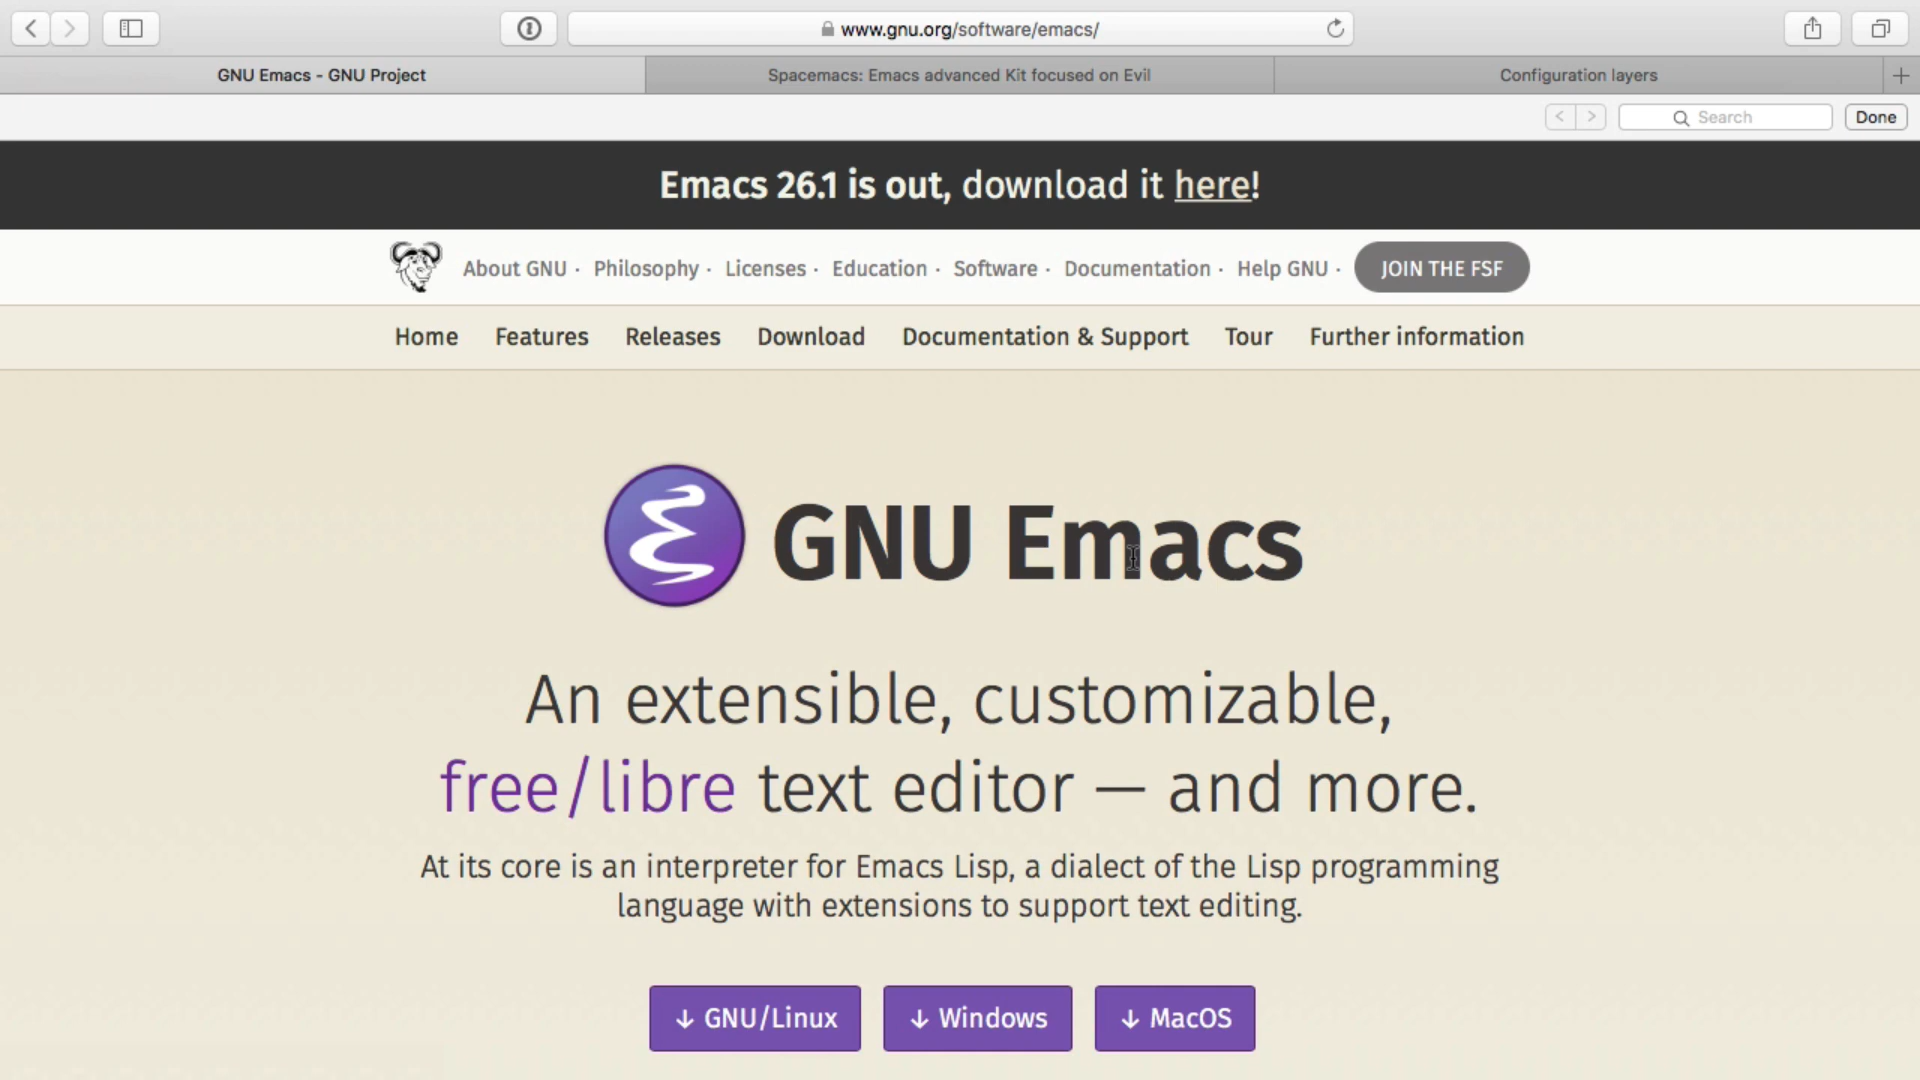 www.gnu.org/software/emacs/
GNU Emacs - GNU Project
Spacemacs: Emacs advanced Kit focused on Evil
Configuration layers
Search
Done
Emacs 26.1 is out, download it here!
About GNU · Philosophy · Licenses · Education · Software · Documentation · Help GNU · JOIN THE FSF
Home Features Releases Download Documentation & Support Tour Further information
GNU Emacs
An extensible, customizable,
free/libre text editor — and more.
At its core is an interpreter for Emacs Lisp, a dialect of the Lisp programming
language with extensions to support text editing.
↓ GNU/Linux ↓ Windows ↓ MacOS